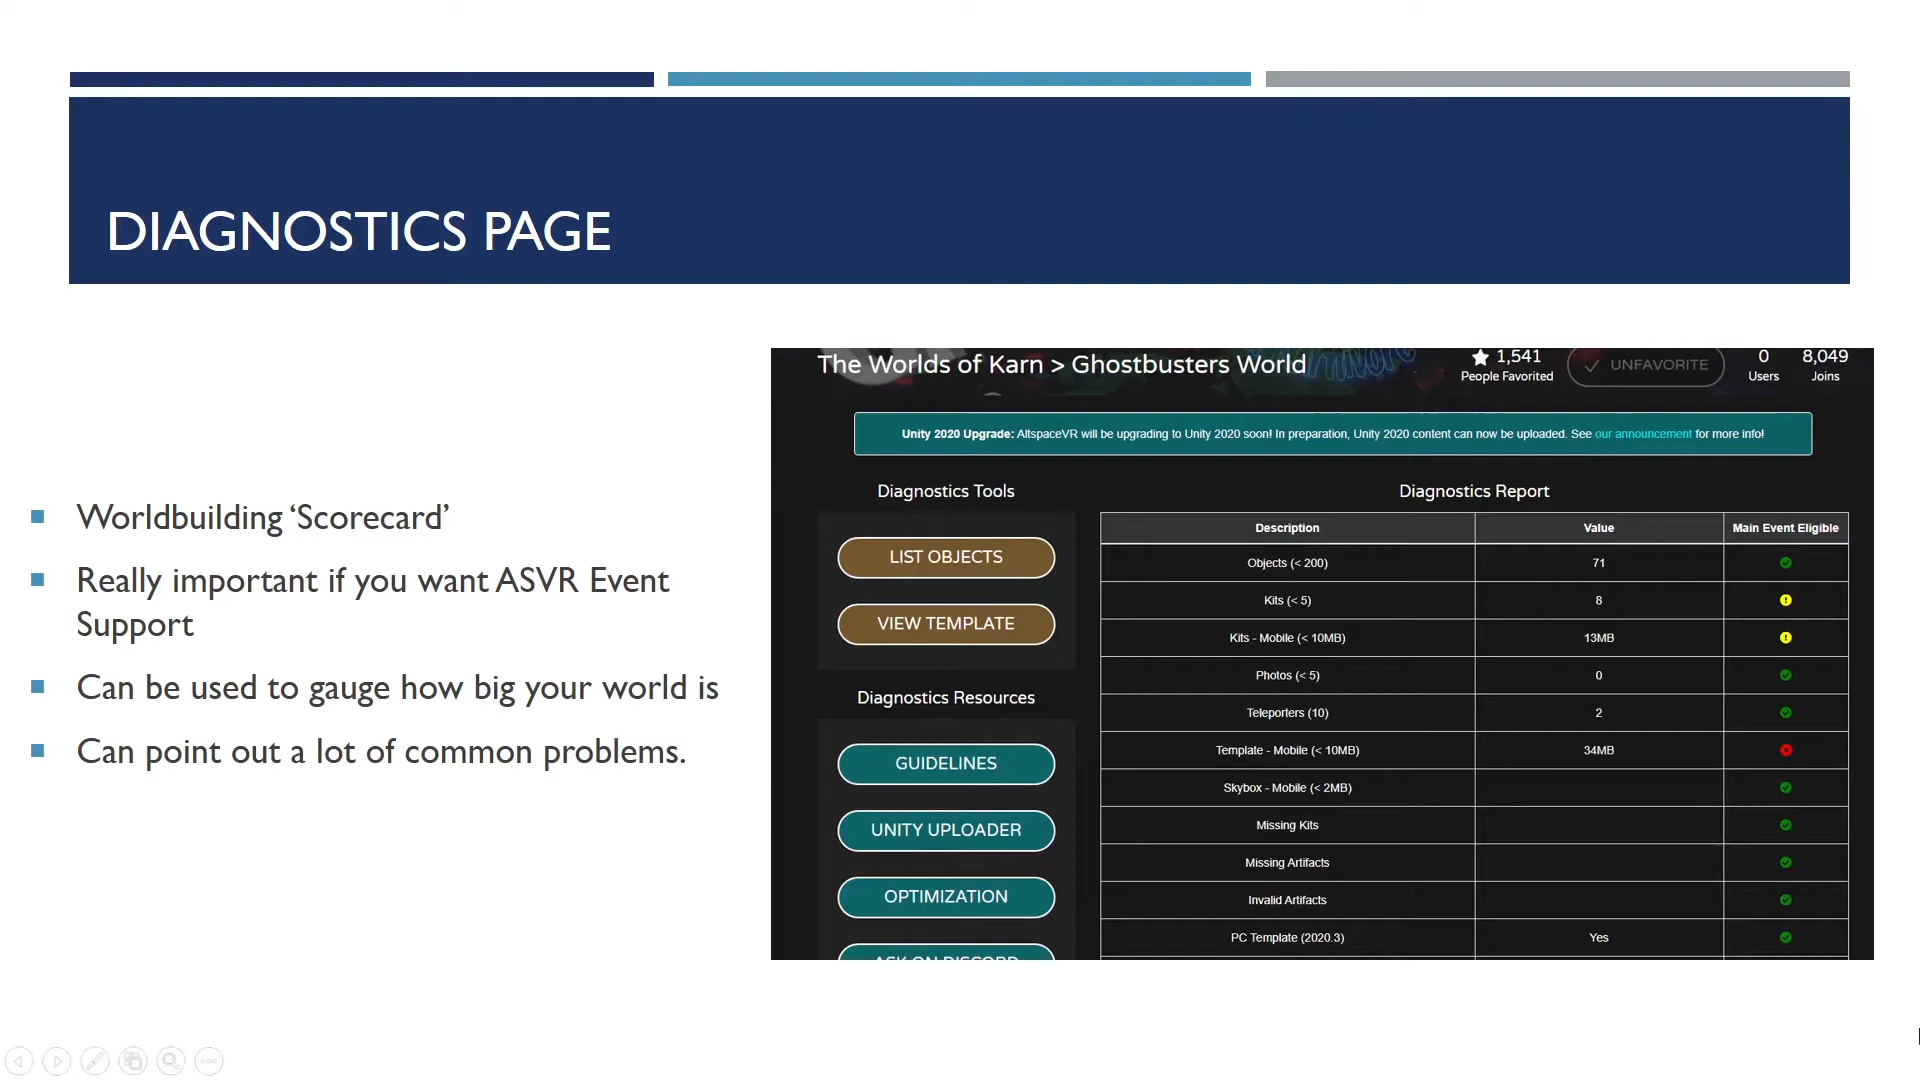 DIAGNOSTICS PAGE
Worldbuilding ‘Scorecard’
Really important if you want ASVR Event
Support
Can be used to gauge how big your world is
Can point out a lot of common problems.
The Worlds of Karn > Ghostbusters World
1,541
People Favorited
UNFAVORITE
0
Users
8,049
Joins
Unity 2020 Upgrade: AltspaceVR will be upgrading to Unity 2020 soon! In preparation, Unity 2020 content can now be uploaded. See our announcement for more info!
Diagnostics Tools
LIST OBJECTS
VIEW TEMPLATE
Diagnostics Resources
GUIDELINES
UNITY UPLOADER
OPTIMIZATION
ASK ON DISCORD
Diagnostics Report
Description Value Main Event Eligible
Objects (< 200) 71
Kits (< 5) 8
Kits - Mobile (< 10MB) 13MB
Photos (< 5) 0
Teleporters (10) 2
Template - Mobile (< 10MB) 34MB
Skybox - Mobile (< 2MB)
Missing Kits
Missing Artifacts
Invalid Artifacts
PC Template (2020.3) Yes